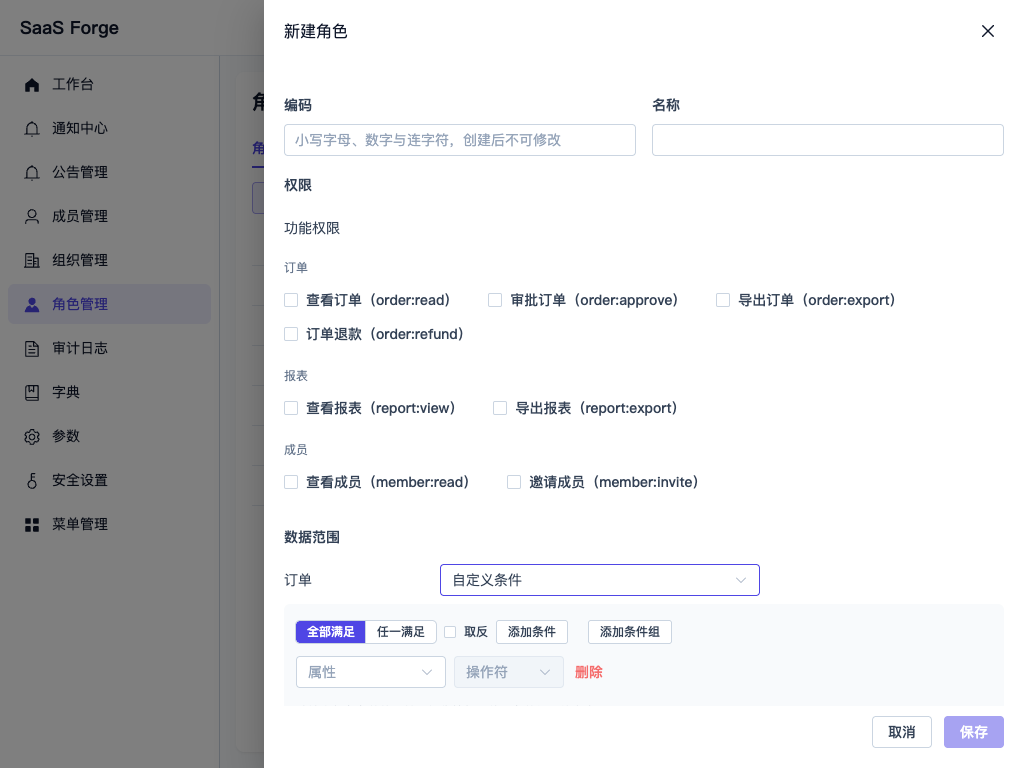 SaaS Forge
新建角色
工作台
通知中心
公告管理
成员管理
组织管理
角色管理
审计日志
字典
参数
安全设置
菜单管理
编码
名称
小写字母、数字与连字符，创建后不可修改
权限
功能权限
订单
查看订单（order:read）
审批订单（order:approve）
导出订单（order:export）
订单退款（order:refund）
报表
查看报表（report:view）
导出报表（report:export）
成员
查看成员（member:read）
邀请成员（member:invite）
数据范围
订单
自定义条件
全部满足
任一满足
取反
添加条件
添加条件组
属性
操作符
删除
取消
保存